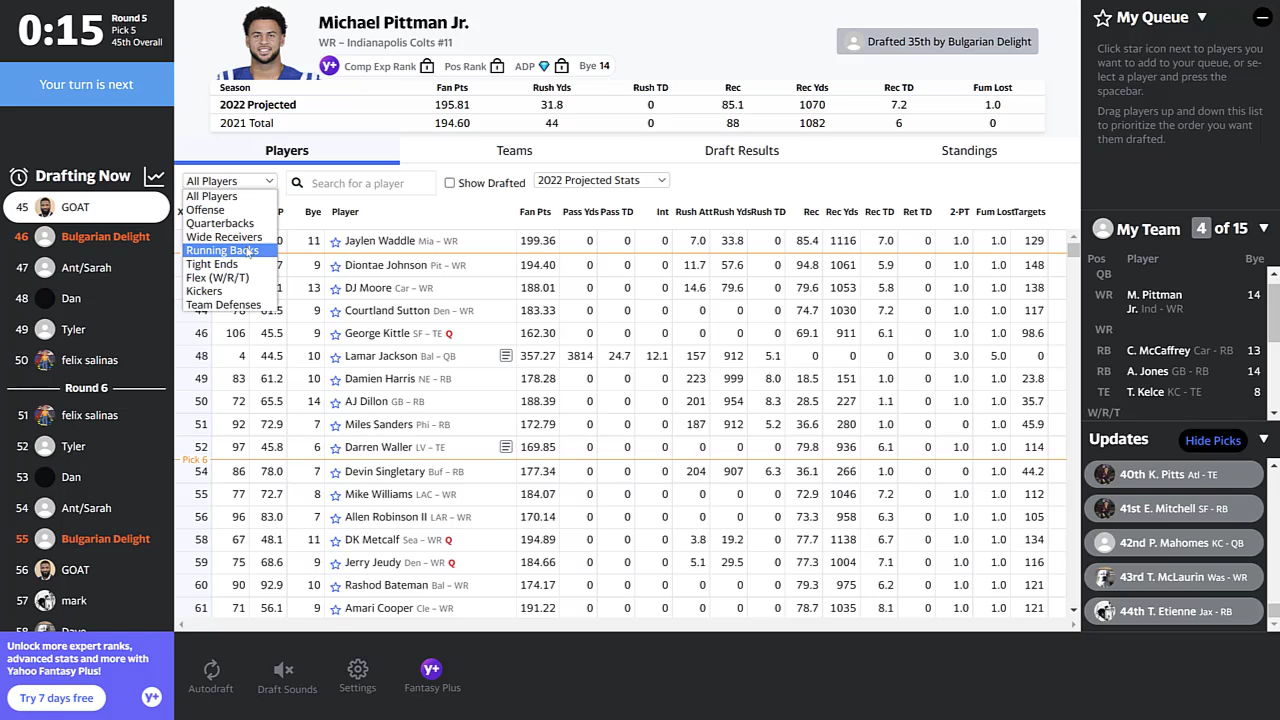 0:15
Round 5
Pick 5
45th Overall
Your turn is next
Drafting Now
45 GOAT
46 Bulgarian Delight
47 Ant/Sarah
48 Dan
49 Tyler
50 felix salinas
Round 6
51 felix salinas
52 Tyler
53 Dan
54 Ant/Sarah
55 Bulgarian Delight
56 GOAT
57 mark
Unlock more expert ranks,
advanced stats and more with
Yahoo Fantasy Plus!
Try 7 days free
y+
Michael Pittman Jr.
WR – Indianapolis Colts #11
y+ Comp Exp Rank Pos Rank ADP Bye 14
Drafted 35th by Bulgarian Delight
Season Fan Pts Rush Yds Rush TD Rec Rec Yds Rec TD Fum Lost
2022 Projected 195.81 31.8 0 85.1 1070 7.2 1.0
2021 Total 194.60 44 0 88 1082 6 0
Players Teams Draft Results Standings
All Players Search for a player Show Drafted 2022 Projected Stats
All Players
Offense
Quarterbacks
Wide Receivers
Running Backs
Tight Ends
Flex (W/R/T)
Kickers
Team Defenses
Bye Player Fan Pts Pass Yds Pass TD Int Rush Att Rush Yds Rush TD Rec Rec Yds Rec TD Ret TD 2-PT Fum Lost Targets
11 Jaylen Waddle Mia – WR 199.36 0 0 0 7.0 33.8 0 85.4 1116 7.0 0 1.0 1.0 129
9 Diontae Johnson Pit – WR 194.40 0 0 0 11.7 57.6 0 94.8 1061 5.9 0 1.0 1.0 148
13 DJ Moore Car – WR 188.01 0 0 0 14.6 79.6 0 79.6 1053 5.8 0 1.0 1.0 138
9 Courtland Sutton Den – WR 183.33 0 0 0 0 0 0 74.7 1030 7.2 0 1.0 1.0 117
46 106 45.5 9 George Kittle SF – TE Q 162.30 0 0 0 0 0 0 69.1 911 6.1 0 1.0 1.0 98.6
48 4 44.5 10 Lamar Jackson Bal – QB 357.27 3814 24.7 12.1 157 912 5.1 0 0 0 0 3.0 5.0 0
49 83 61.2 10 Damien Harris NE – RB 178.28 0 0 0 223 999 8.0 18.5 151 1.0 0 1.0 1.0 23.8
50 72 65.5 14 AJ Dillon GB – RB 188.39 0 0 0 201 954 8.3 28.5 227 1.1 0 1.0 1.0 35.7
51 92 72.9 7 Miles Sanders Phi – RB 172.79 0 0 0 187 912 5.2 36.6 280 1.0 0 1.0 1.0 45.9
52 97 45.8 6 Darren Waller LV – TE 169.85 0 0 0 0 0 0 79.8 936 6.1 0 1.0 1.0 114
Pick 6
54 86 78.0 7 Devin Singletary Buf – RB 177.34 0 0 0 204 907 6.3 36.1 266 1.0 0 0 1.0 44.2
55 77 72.7 8 Mike Williams LAC – WR 184.07 0 0 0 0 0 0 72.9 1046 7.2 0 1.0 1.0 112
56 96 83.0 7 Allen Robinson II LAR – WR 170.14 0 0 0 0 0 0 73.3 958 6.3 0 1.0 1.0 105
58 67 48.1 11 DK Metcalf Sea – WR Q 194.89 0 0 0 3.8 19.2 0 77.7 1138 6.7 0 1.0 1.0 134
59 75 68.6 9 Jerry Jeudy Den – WR Q 184.66 0 0 0 5.1 29.5 0 77.3 1004 7.1 0 1.0 1.0 116
60 90 92.9 10 Rashod Bateman Bal – WR 174.17 0 0 0 0 0 0 79.3 975 6.2 0 1.0 1.0 121
61 71 56.1 9 Amari Cooper Cle – WR 191.22 0 0 0 0 0 0 78.7 1035 8.1 0 1.0 1.0 121
Autodraft Draft Sounds Settings Fantasy Plus
My Queue
Click star icon next to players you
want to add to your queue, or se-
lect a player and press the
spacebar.
Drag players up and down this list
to prioritize the order you want
them drafted.
My Team 4 of 15
Pos Player Bye
QB
WR M. Pittman 14
Jr. Ind - WR
WR
RB C. McCaffrey Car - RB 13
RB A. Jones GB - RB 14
TE T. Kelce KC - TE 8
W/R/T
Updates Hide Picks
40th K. Pitts Atl - TE
41st E. Mitchell SF - RB
42nd P. Mahomes KC - QB
43rd T. McLaurin Was - WR
44th T. Etienne Jax - RB